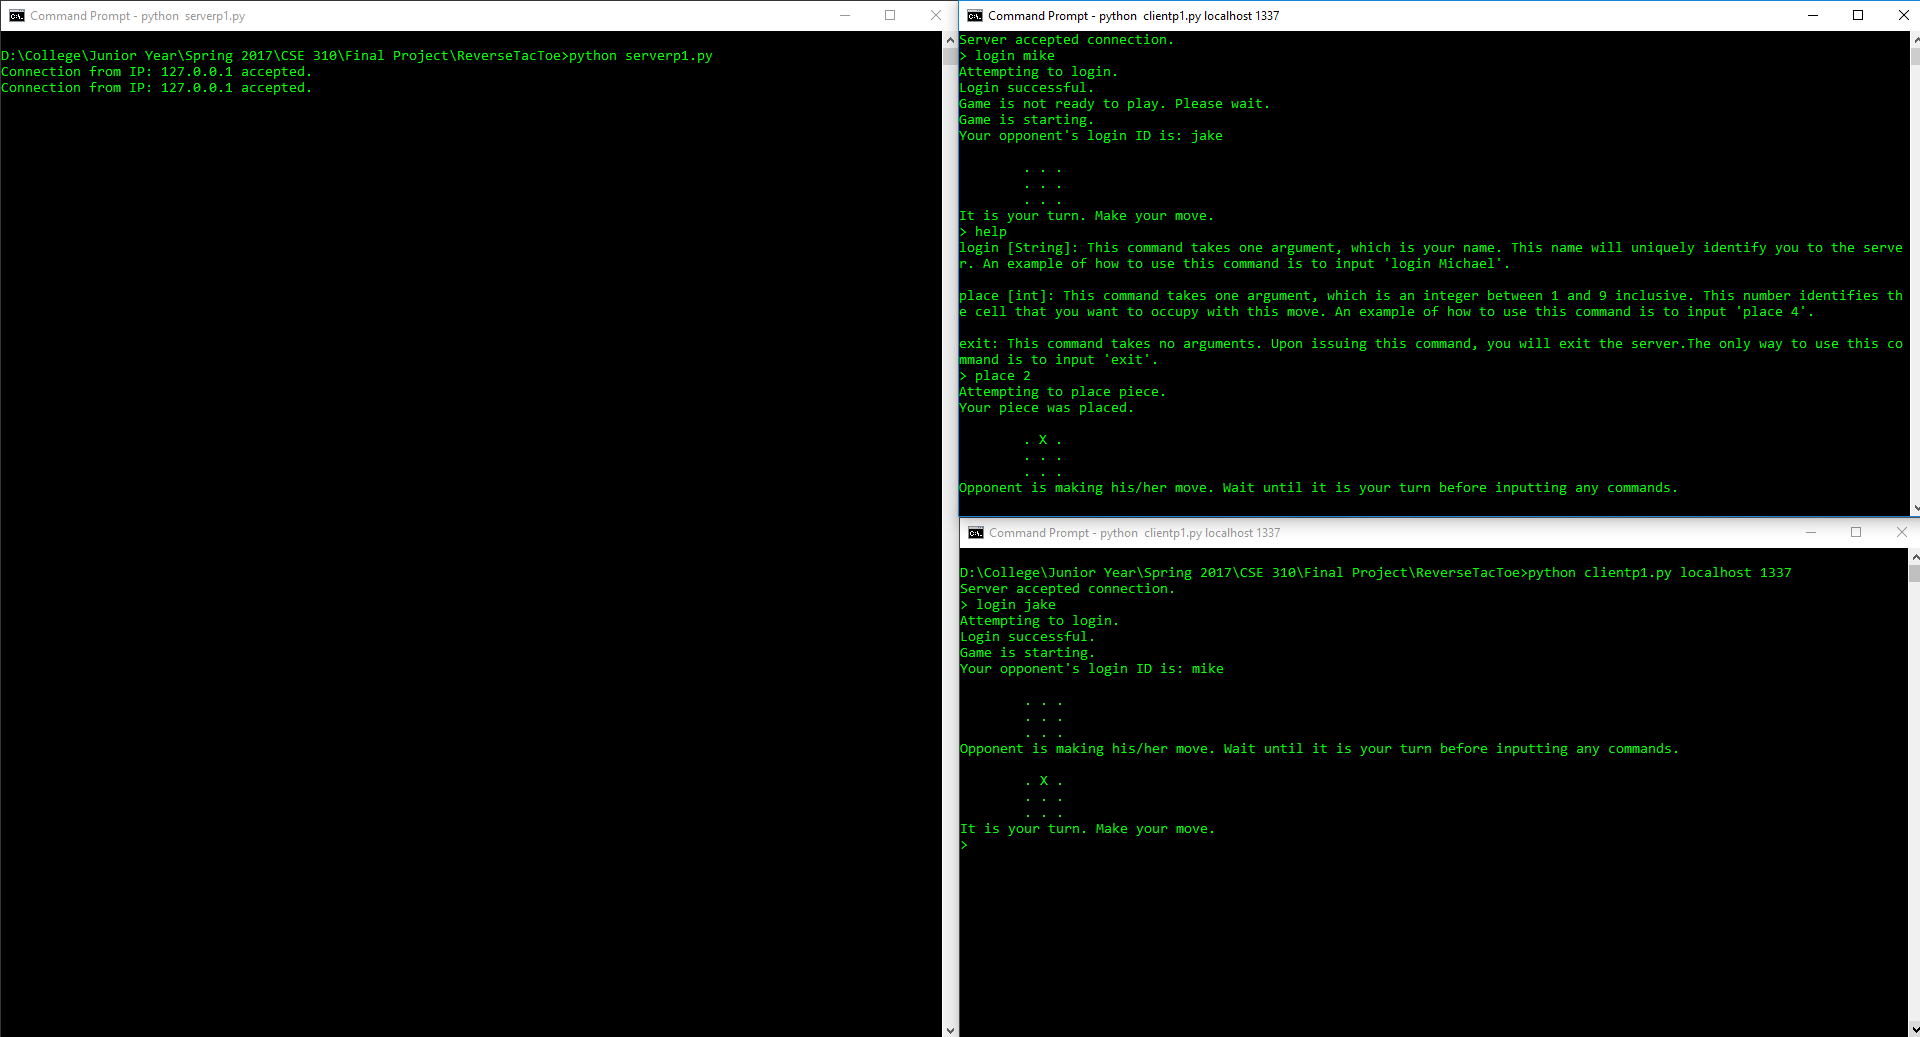 Command Prompt - python  serverp1.py
D:\College\Junior Year\Spring 2017\CSE 310\Final Project\ReverseTacToe>python serverp1.py
Connection from IP: 127.0.0.1 accepted.
Connection from IP: 127.0.0.1 accepted.
Command Prompt - python  clientp1.py localhost 1337
Server accepted connection.
> login mike
Attempting to login.
Login successful.
Game is not ready to play. Please wait.
Game is starting.
Your opponent's login ID is: jake
. . .
. . .
. . .
It is your turn. Make your move.
> help
login [String]: This command takes one argument, which is your name. This name will uniquely identify you to the serve
r. An example of how to use this command is to input 'login Michael'.
place [int]: This command takes one argument, which is an integer between 1 and 9 inclusive. This number identifies th
e cell that you want to occupy with this move. An example of how to use this command is to input 'place 4'.
exit: This command takes no arguments. Upon issuing this command, you will exit the server.The only way to use this co
mmand is to input 'exit'.
> place 2
Attempting to place piece.
Your piece was placed.
. X .
. . .
. . .
Opponent is making his/her move. Wait until it is your turn before inputting any commands.
Command Prompt - python  clientp1.py localhost 1337
D:\College\Junior Year\Spring 2017\CSE 310\Final Project\ReverseTacToe>python clientp1.py localhost 1337
Server accepted connection.
> login jake
Attempting to login.
Login successful.
Game is starting.
Your opponent's login ID is: mike
. . .
. . .
. . .
Opponent is making his/her move. Wait until it is your turn before inputting any commands.
. X .
. . .
. . .
It is your turn. Make your move.
>